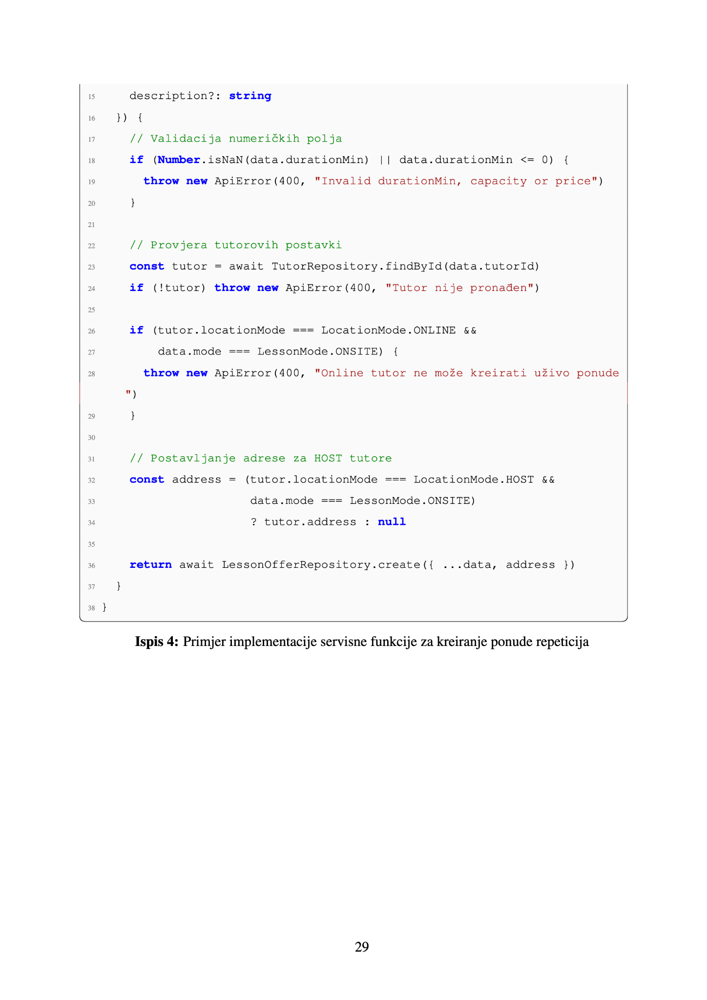 15 description?: string
16 }) {
17 // Validacija numeričkih polja
18 if (Number.isNaN(data.durationMin) || data.durationMin <= 0) {
19 throw new ApiError(400, "Invalid durationMin, capacity or price")
20 }
21
22 // Provjera tutorovih postavki
23 const tutor = await TutorRepository.findById(data.tutorId)
24 if (!tutor) throw new ApiError(400, "Tutor nije pronađen")
25
26 if (tutor.locationMode === LocationMode.ONLINE &&
27 data.mode === LessonMode.ONSITE) {
28 throw new ApiError(400, "Online tutor ne može kreirati uživo ponude
")
29 }
30
31 // Postavljanje adrese za HOST tutore
32 const address = (tutor.locationMode === LocationMode.HOST &&
33 data.mode === LessonMode.ONSITE)
34 ? tutor.address : null
35
36 return await LessonOfferRepository.create({ ...data, address })
37 }
38 }
Ispis 4: Primjer implementacije servisne funkcije za kreiranje ponude repeticija
29